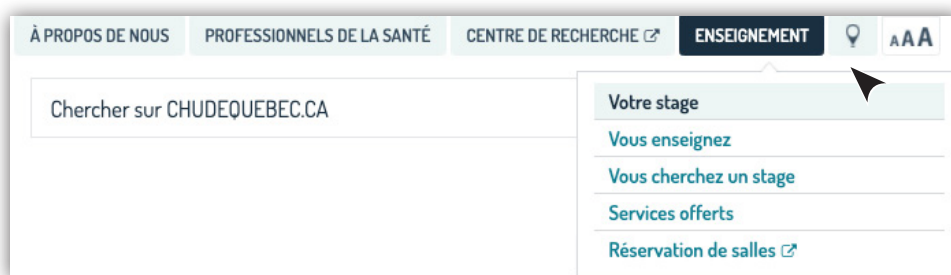 À PROPOS DE NOUS PROFESSIONNELS DE LA SANTÉ CENTRE DE RECHERCHE ENSEIGNEMENT AAA
Chercher sur CHUDEQUEBEC.CA
Votre stage
Vous enseignez
Vous cherchez un stage
Services offerts
Réservation de salles